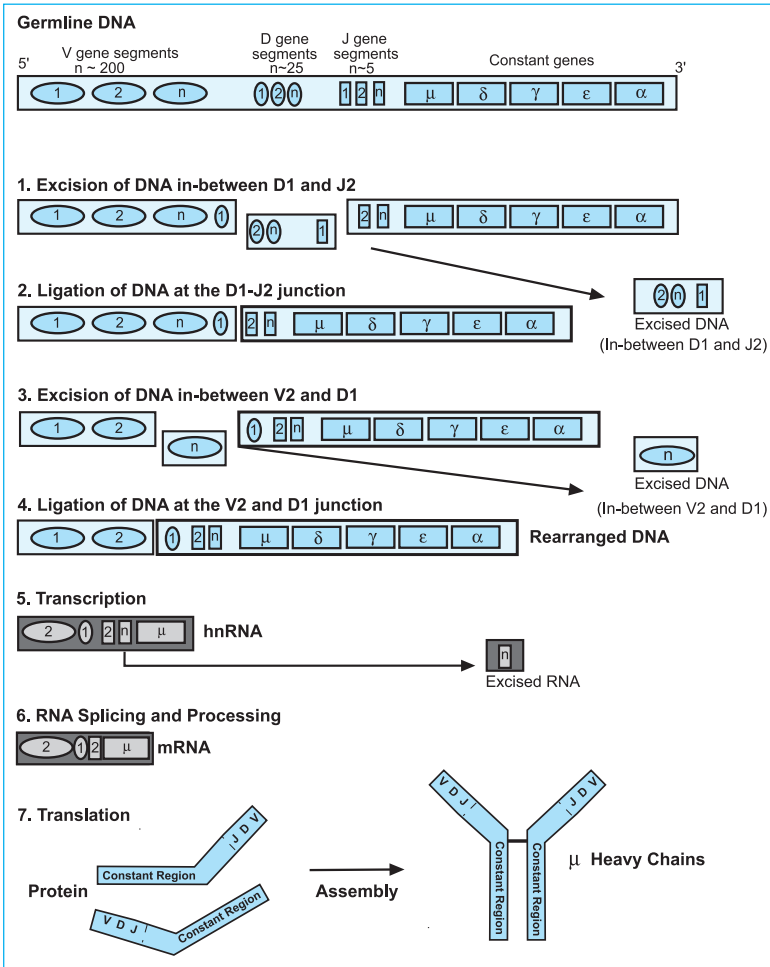 Germline DNA
V gene segments
n ~ 200
D gene
segments
n~25
J gene
segments
n~5
Constant genes
5'
3'
1 2 n 1 2 n 1 2 n μ δ γ ε α
1. Excision of DNA in-between D1 and J2
1 2 n 1 2 n 1 2 n μ δ γ ε α
2. Ligation of DNA at the D1-J2 junction
2 n 1
Excised DNA
(In-between D1 and J2)
1 2 n 1 2 n μ δ γ ε α
3. Excision of DNA in-between V2 and D1
1 2 n 1 2 n μ δ γ ε α
n
Excised DNA
(In-between V2 and D1)
4. Ligation of DNA at the V2 and D1 junction
1 2 1 2 n μ δ γ ε α
Rearranged DNA
5. Transcription
2 1 2 n μ
hnRNA
n
Excised RNA
6. RNA Splicing and Processing
2 1 2 μ
mRNA
7. Translation
Protein
Constant Region J D V
V D J Constant Region
Assembly
V D J
J D V
Constant Region
Constant Region
μ Heavy Chains